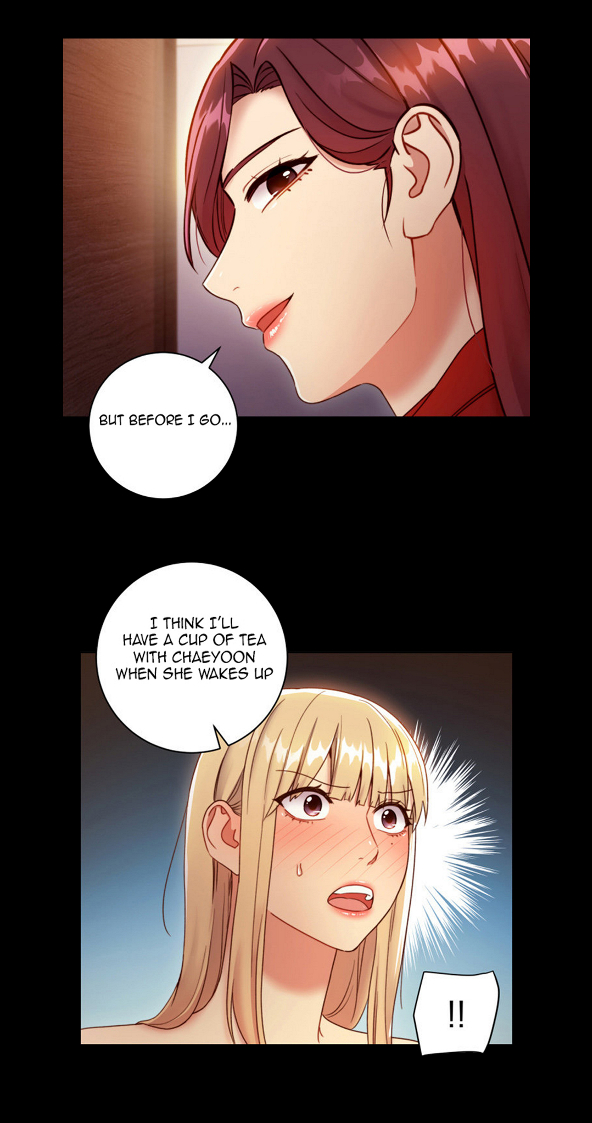 BUT BEFORE I GO...
I THINK I'LL
HAVE A CUP OF TEA
WITH CHAEYOON
WHEN SHE WAKES UP
!!